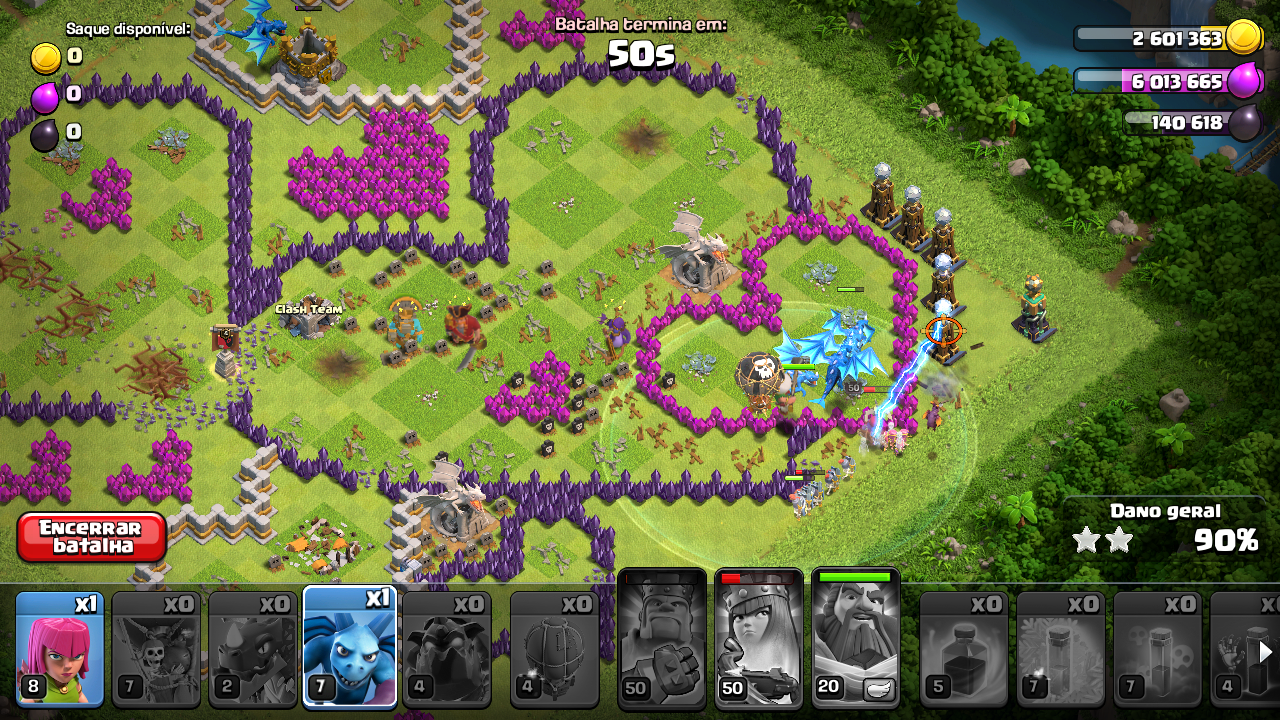 Saque disponível:
0
0
0
Batalha termina em:
50s
2 601 363
6 013 665
140 618
Clash Team
50
Encerrar
batalha
Dano geral
90%
x1
x0
x0
x1
x0
x0
x0
x0
x0
8
7
2
7
4
4
50
50
20
5
7
7
4